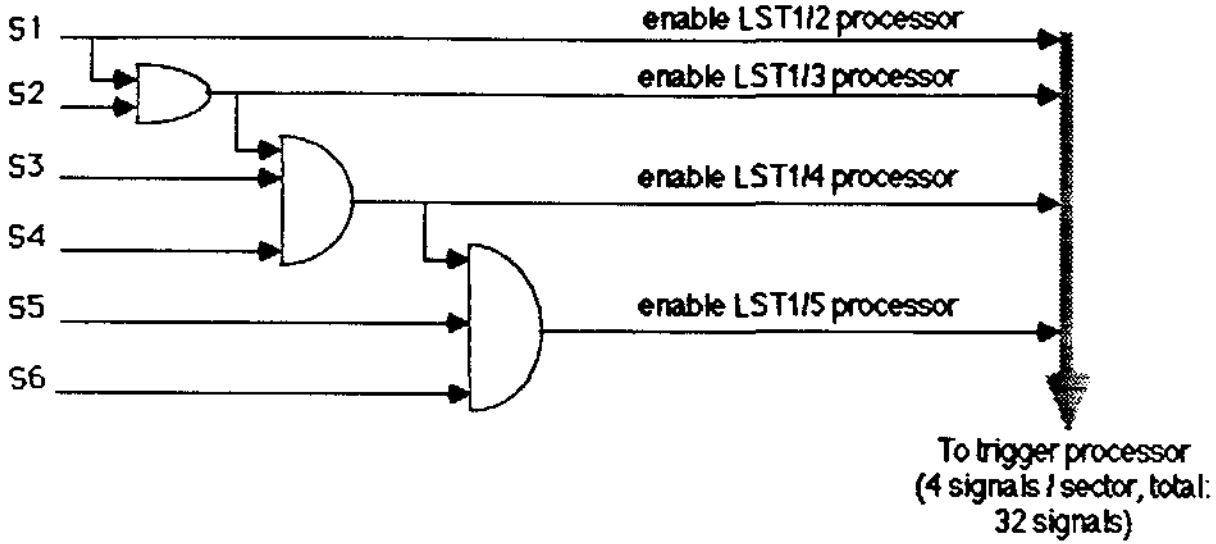 S1
enable LST1/2 processor
S2
enable LST1/3 processor
S3
enable LST1/4 processor
S4
S5
enable LST1/5 processor
S6
To trigger processor
(4 signals / sector, total:
32 signals)